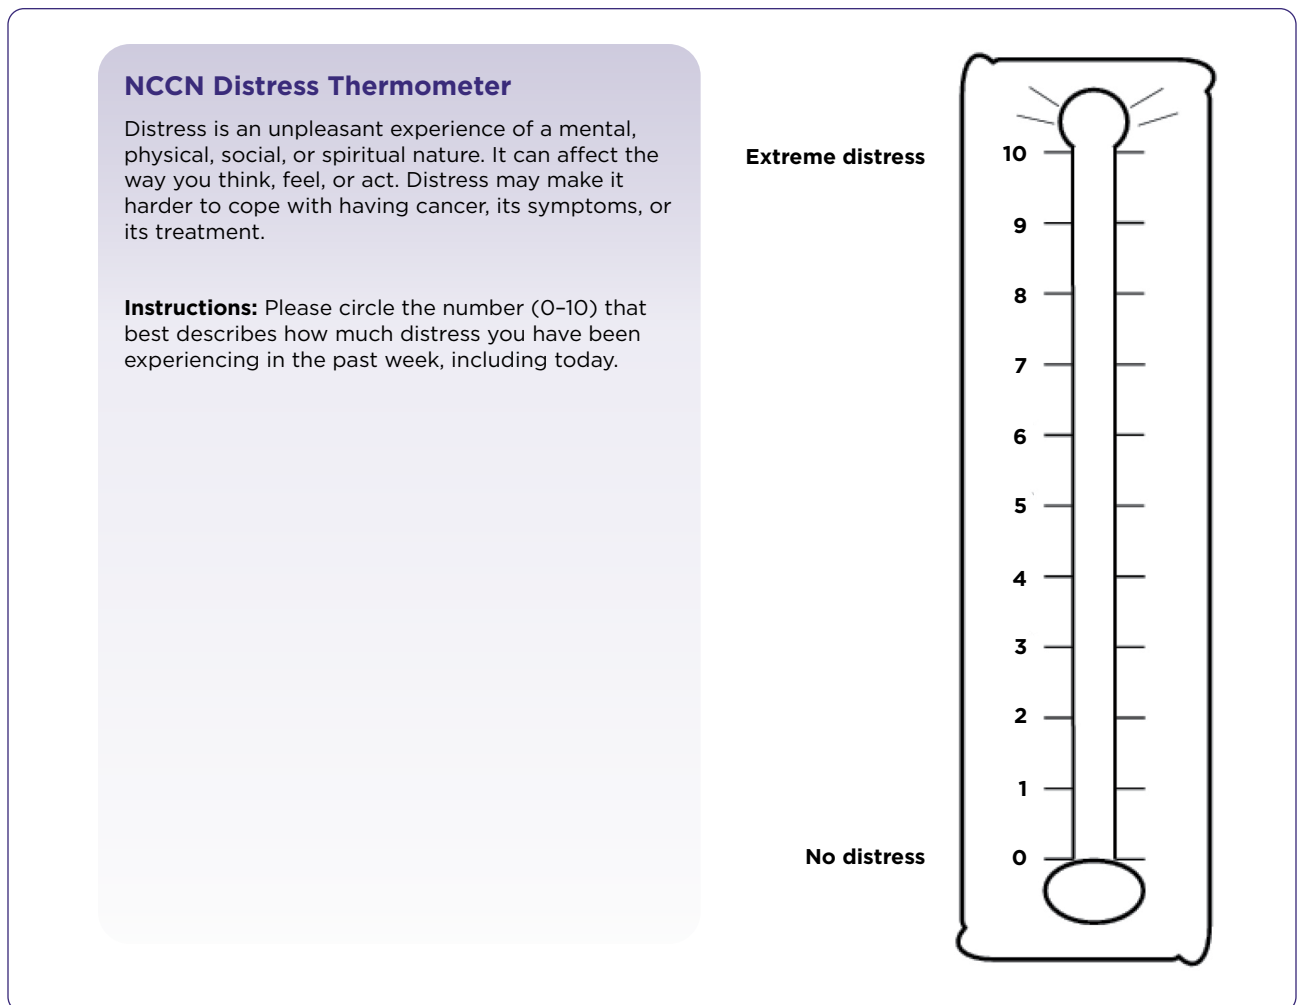 NCCN Distress Thermometer
Distress is an unpleasant experience of a mental,
physical, social, or spiritual nature. It can affect the
way you think, feel, or act. Distress may make it
harder to cope with having cancer, its symptoms, or
its treatment.
Instructions: Please circle the number (0–10) that
best describes how much distress you have been
experiencing in the past week, including today.
Extreme distress
10
9
8
7
6
5
4
3
2
1
No distress
0